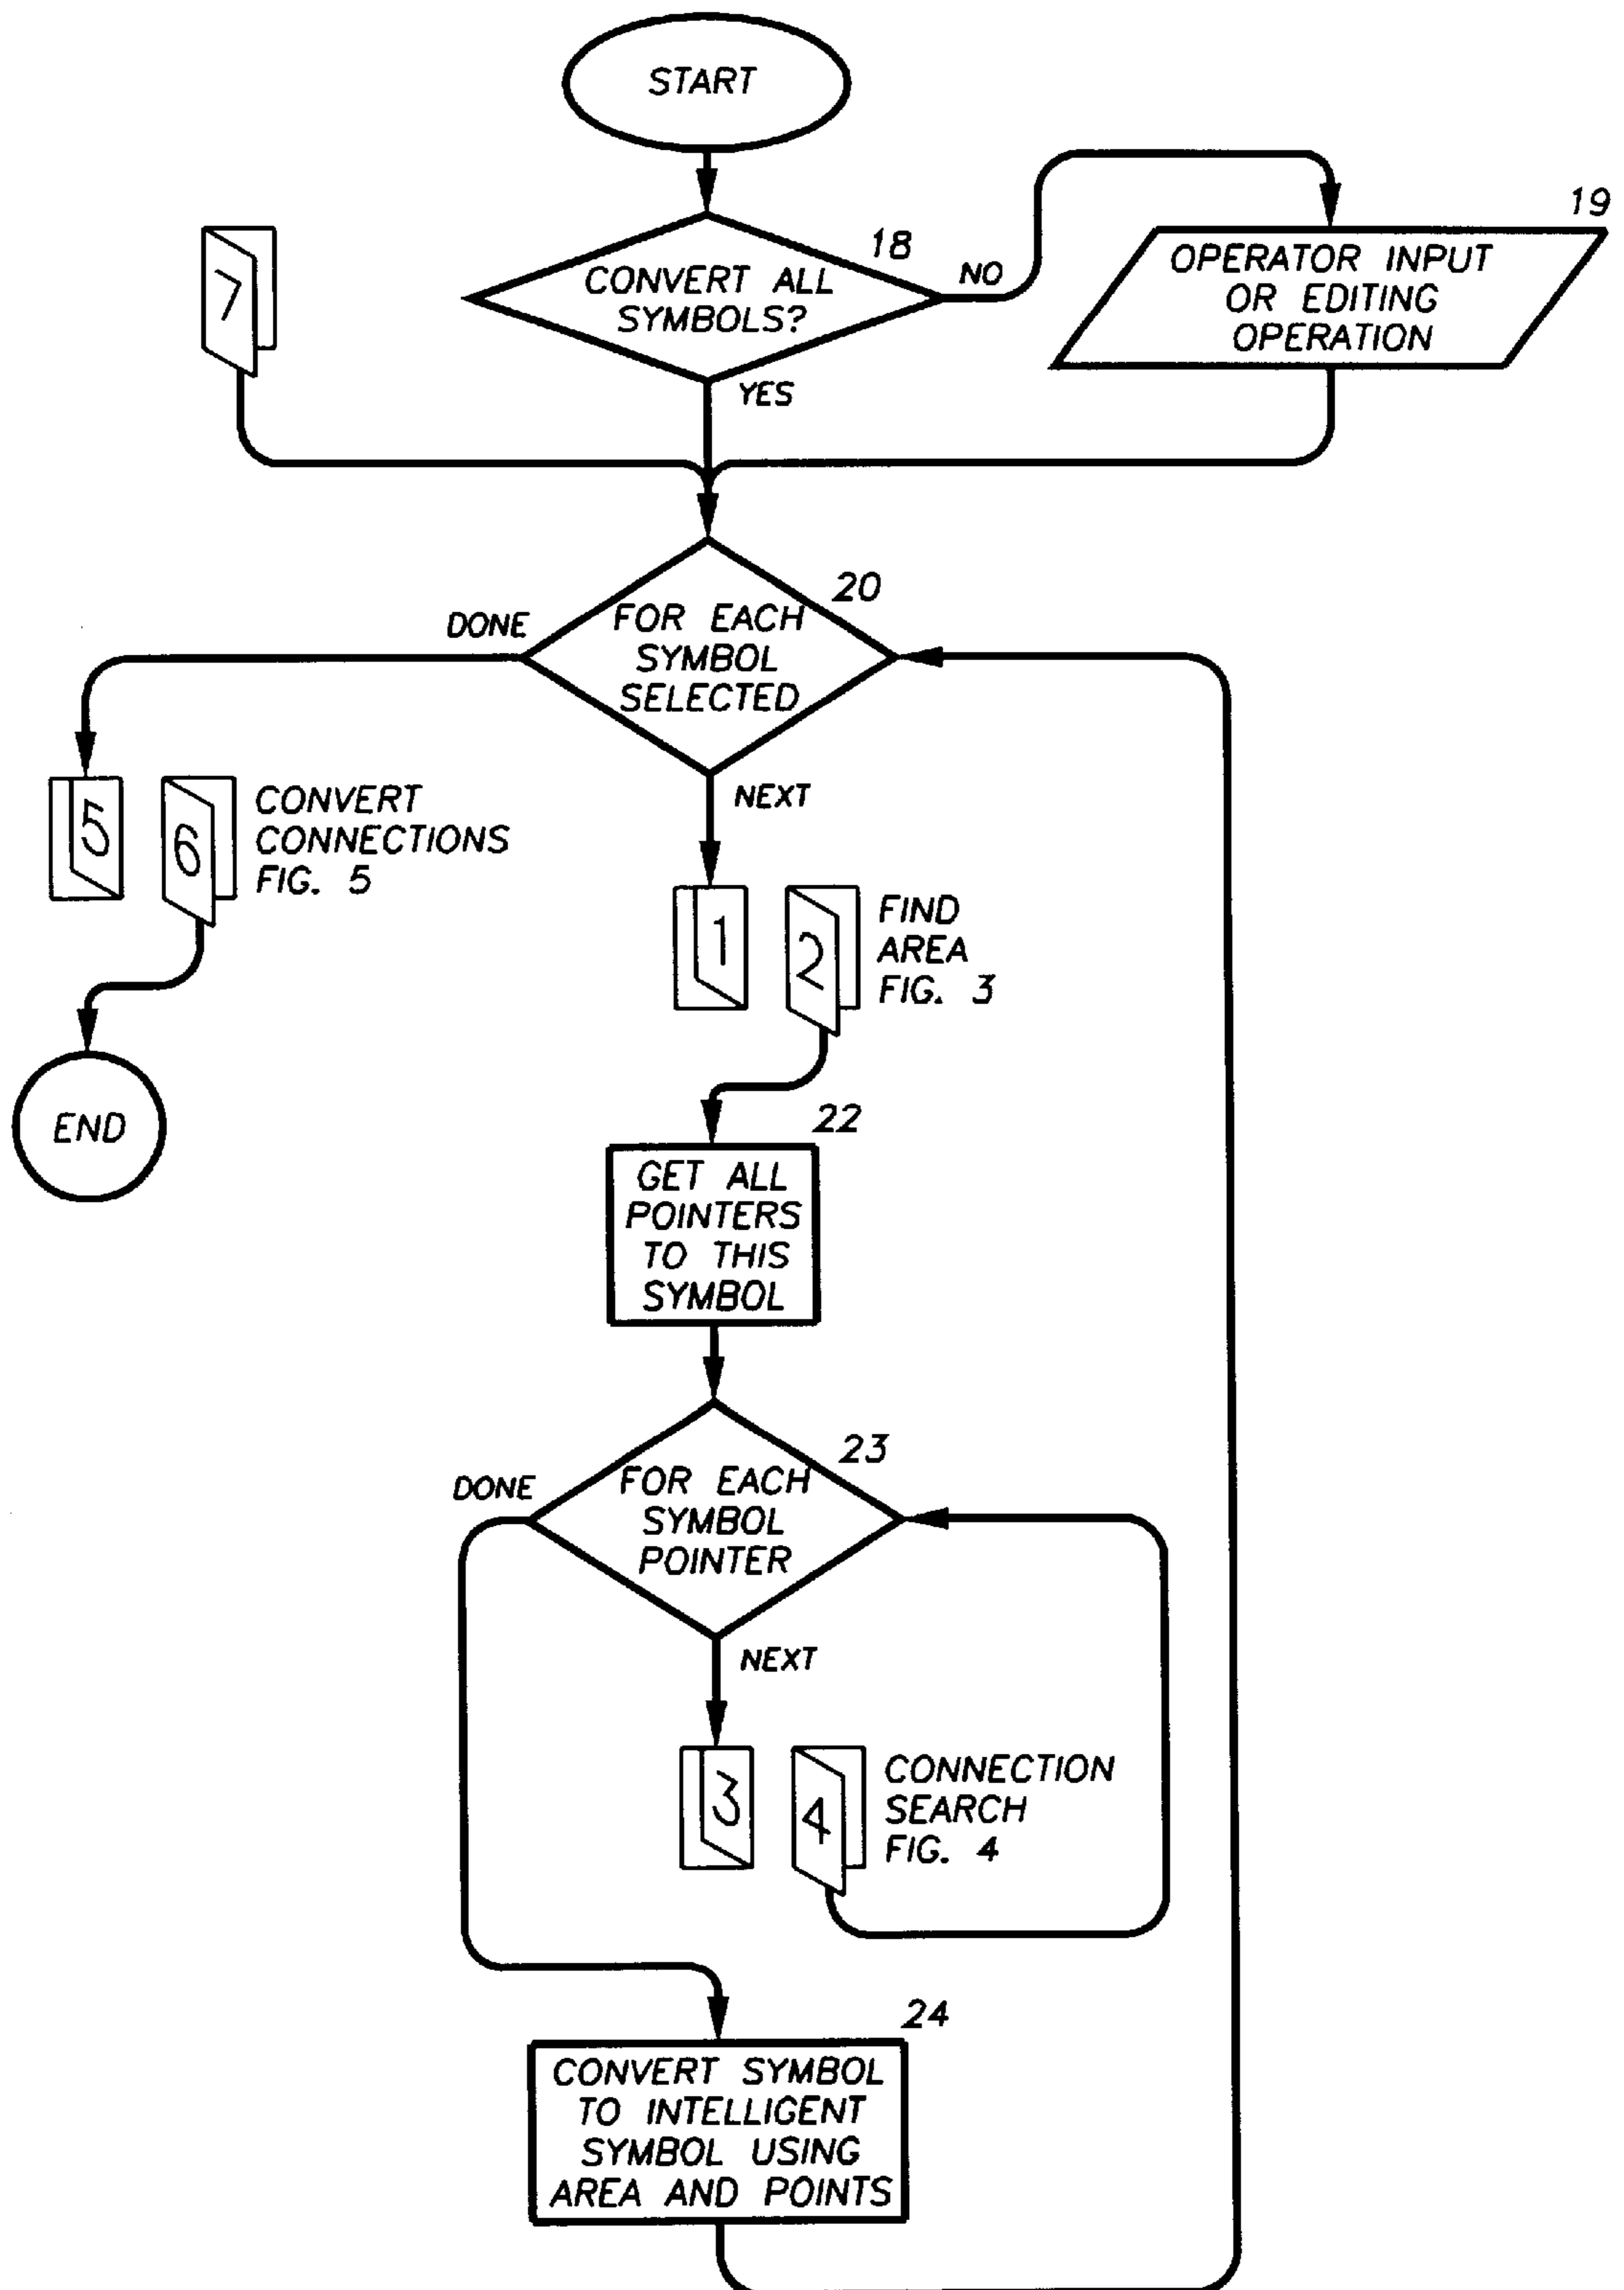 START
18
CONVERT ALL
SYMBOLS?
NO
YES
19
OPERATOR INPUT
OR EDITING
OPERATION
7
20
FOR EACH
SYMBOL
SELECTED
DONE
NEXT
5
6
CONVERT
CONNECTIONS
FIG. 5
END
1
2
FIND
AREA
FIG. 3
22
GET ALL
POINTERS
TO THIS
SYMBOL
23
FOR EACH
SYMBOL
POINTER
DONE
NEXT
3
4
CONNECTION
SEARCH
FIG. 4
24
CONVERT SYMBOL
TO INTELLIGENT
SYMBOL USING
AREA AND POINTS